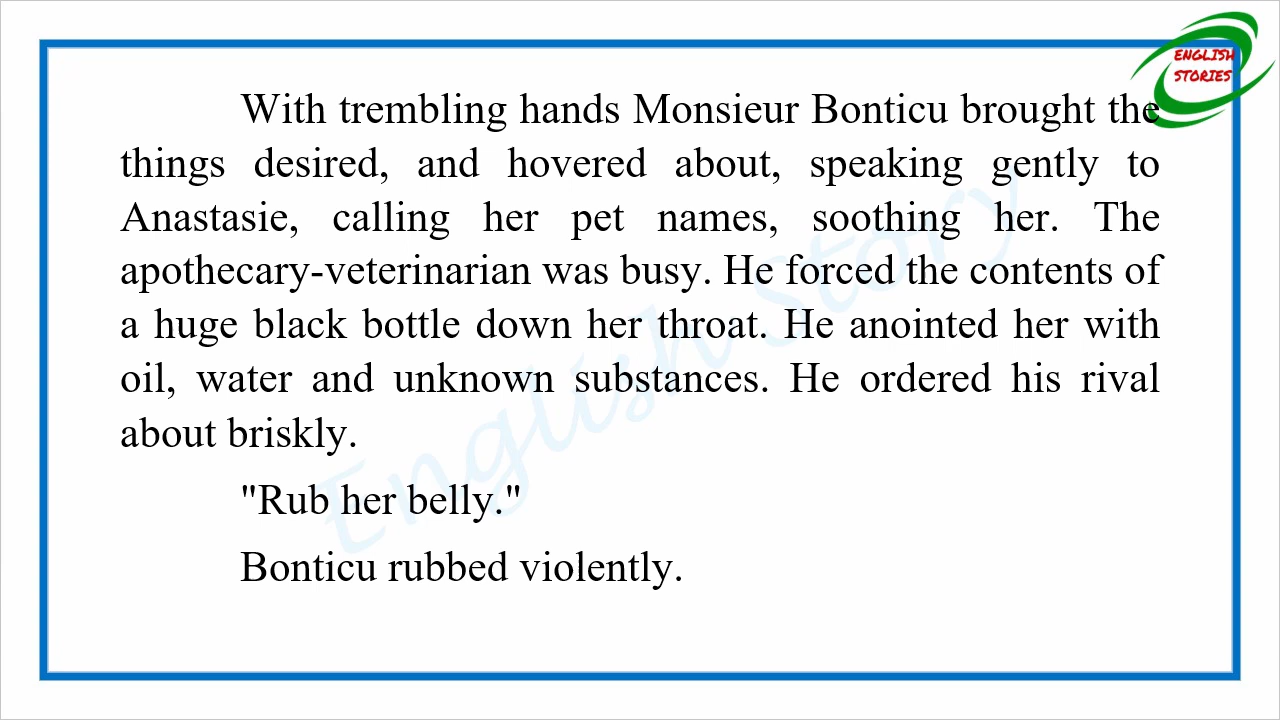 ENGLISH
STORIES
With trembling hands Monsieur Bonticu brought the
things desired, and hovered about, speaking gently to
Anastasie, calling her pet names, soothing her. The
apothecary-veterinarian was busy. He forced the contents of
a huge black bottle down her throat. He anointed her with
oil, water and unknown substances. He ordered his rival
about briskly.
"Rub her belly."
Bonticu rubbed violently.
English Story